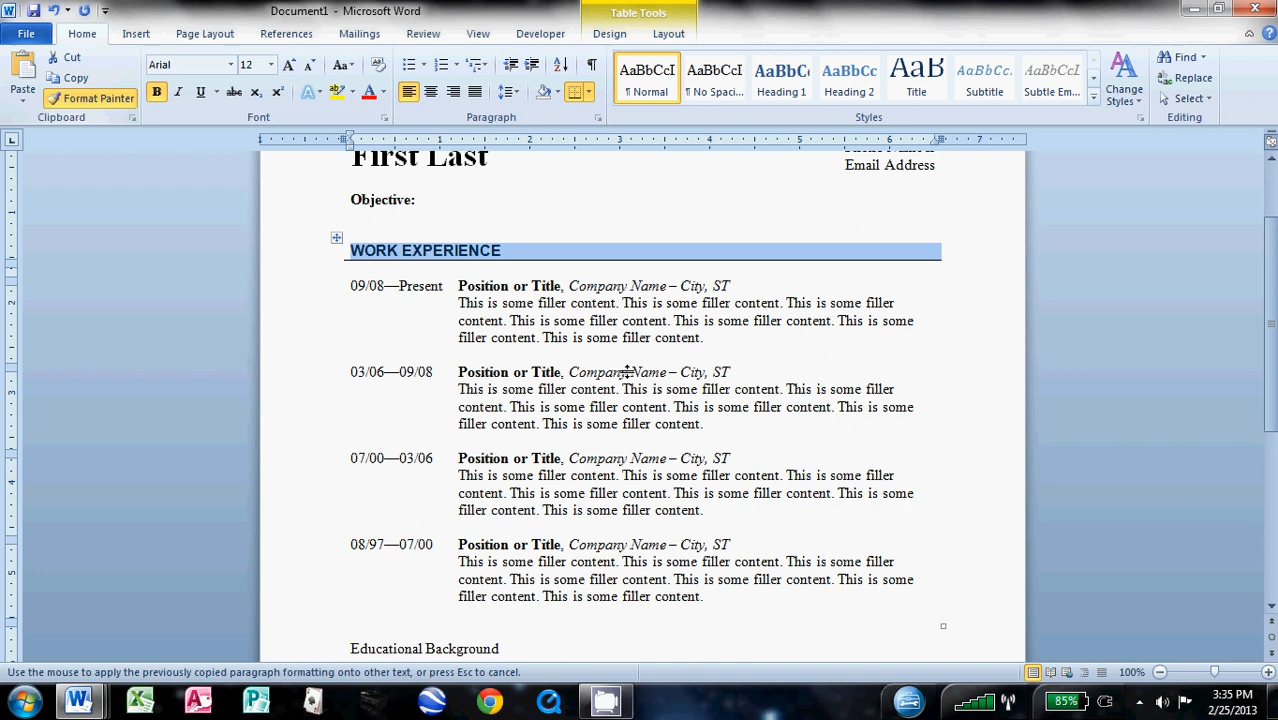 Document1 - Microsoft Word
Table Tools
File Home Insert Page Layout References Mailings Review View Developer Design Layout
Paste
Cut
Copy
Format Painter
Clipboard
Arial 12
Font
Paragraph
AaBbCcI AaBbCcI AaBbCc AaBbCc AaB AaBbCcI AaBbCcI
¶ Normal ¶ No Spaci... Heading 1 Heading 2 Title Subtitle Subtle Em...
Styles
Change Styles
Find
Replace
Select
Editing
1 1 2 3 4 5 6 7
First Last
Email Address
Objective:
WORK EXPERIENCE
09/08—Present Position or Title, Company Name – City, ST
This is some filler content. This is some filler content. This is some filler
content. This is some filler content. This is some filler content. This is some
filler content. This is some filler content.
03/06—09/08 Position or Title, Company Name – City, ST
This is some filler content. This is some filler content. This is some filler
content. This is some filler content. This is some filler content. This is some
filler content. This is some filler content.
07/00—03/06 Position or Title, Company Name – City, ST
This is some filler content. This is some filler content. This is some filler
content. This is some filler content. This is some filler content. This is some
filler content. This is some filler content.
08/97—07/00 Position or Title, Company Name – City, ST
This is some filler content. This is some filler content. This is some filler
content. This is some filler content. This is some filler content. This is some
filler content. This is some filler content.
Educational Background
Use the mouse to apply the previously copied paragraph formatting onto other text, or press Esc to cancel.
100%
85%
3:35 PM
2/25/2013